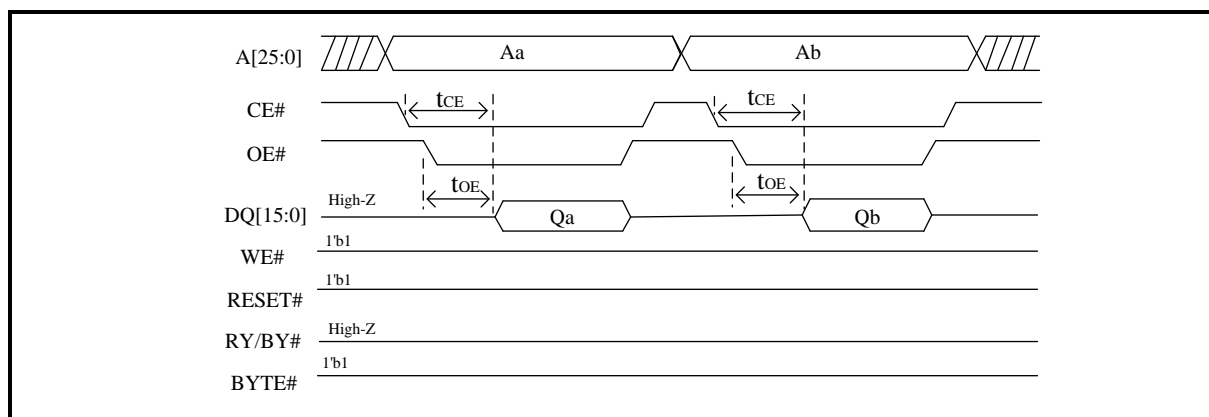 A[25:0] Aa Ab
CE# tCE tCE
OE#
tOE tOE
DQ[15:0] High-Z Qa Qb
WE# 1'b1
RESET# 1'b1
RY/BY# High-Z
BYTE# 1'b1